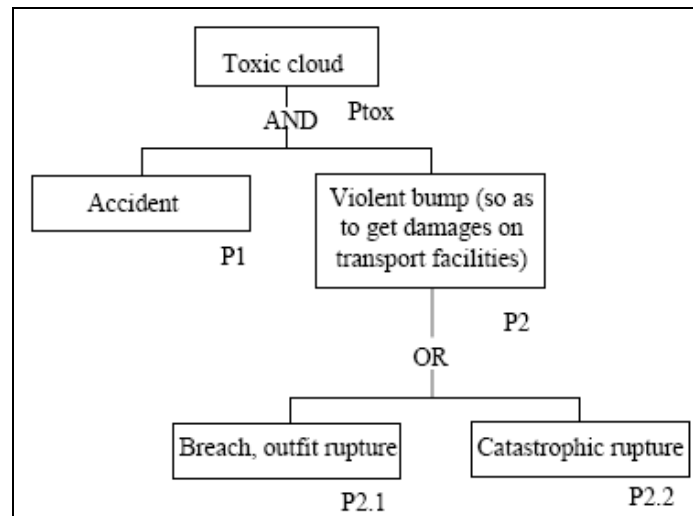 Toxic cloud
AND
Ptox
Accident
P1
Violent bump (so as
to get damages on
transport facilities)
P2
OR
Breach, outfit rupture
P2.1
Catastrophic rupture
P2.2